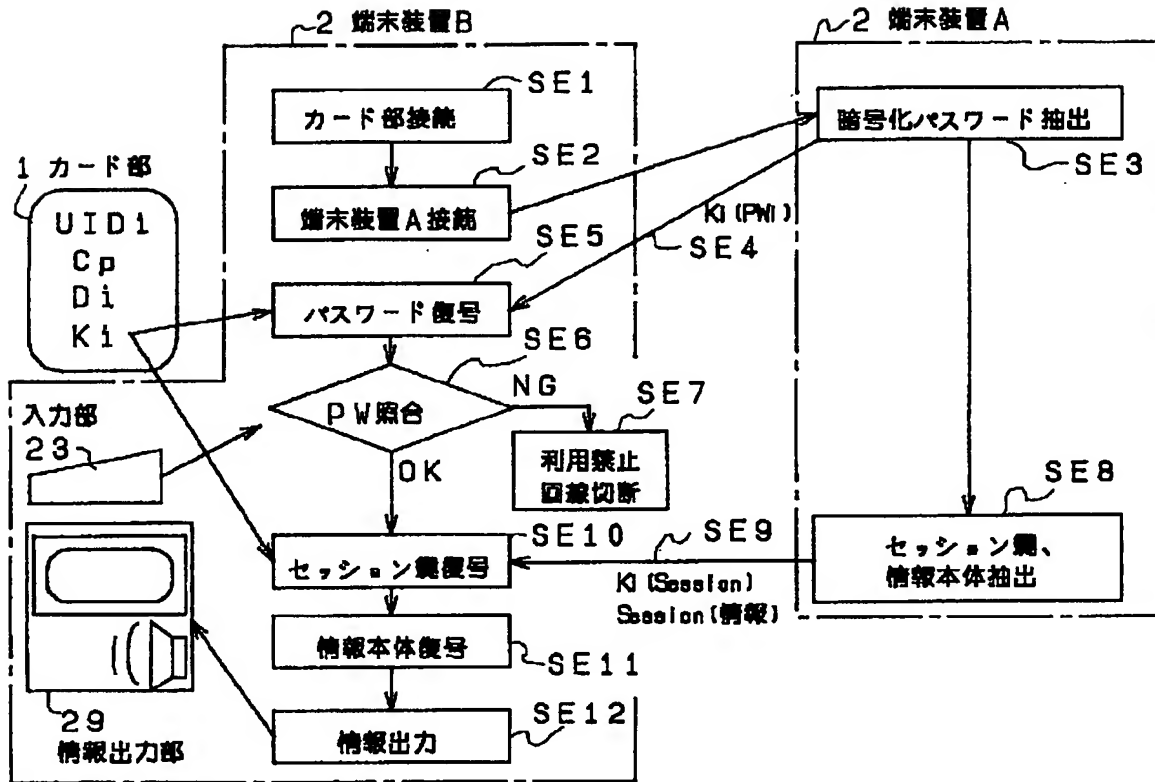 2 端末装置B
2 端末装置A
SE1
カード部接続
SE2
端末装置A接続
暗号化パスワード抽出
SE3
1 カード部
UID1
Cp
Di
Ki
Ki(PWi)
SE4
SE5
パスワード復号
SE6
PW照合
NG
OK
SE7
利用禁止
回線切断
入力部
23
SE8
セッション鍵、
情報本体抽出
SE9
Ki(Session)
Session(情報)
SE10
セッション鍵復号
情報本体復号
SE11
SE12
情報出力
29
情報出力部